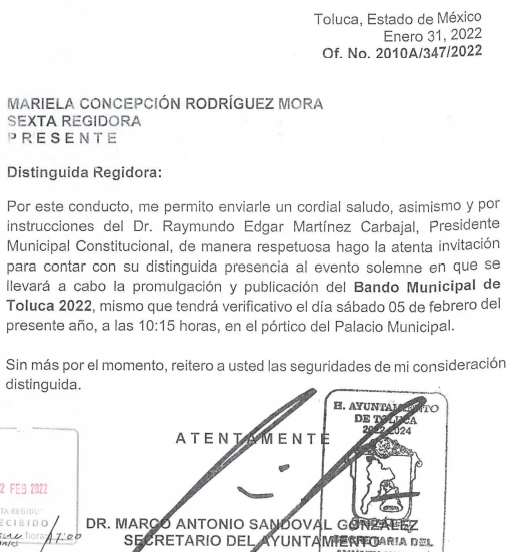 Toluca, Estado de México
Enero 31, 2022
Of. No. 2010A/347/2022
MARIELA CONCEPCIÓN RODRÍGUEZ MORA
SEXTA REGIDORA
P R E S E N T E
Distinguida Regidora:
Por este conducto, me permito enviarle un cordial saludo, asimismo y por
instrucciones del Dr. Raymundo Edgar Martínez Carbajal, Presidente
Municipal Constitucional, de manera respetuosa hago la atenta invitación
para contar con su distinguida presencia al evento solemne en que se
llevará a cabo la promulgación y publicación del Bando Municipal de
Toluca 2022, mismo que tendrá verificativo el día sábado 05 de febrero del
presente año, a las 10:15 horas, en el pórtico del Palacio Municipal.
Sin más por el momento, reitero a usted las seguridades de mi consideración
distinguida.
A T E N T A M E N T E
H. AYUNTAMIENTO
DE TOLUCA
2022-2024
2 FEB 2022
TA REGIDU
ECIBIDO
hora 17:00
DR. MARCO ANTONIO SANDOVAL GONZÁLEZ
SECRETARIO DEL AYUNTAMIENTO
SECRETARIA DEL